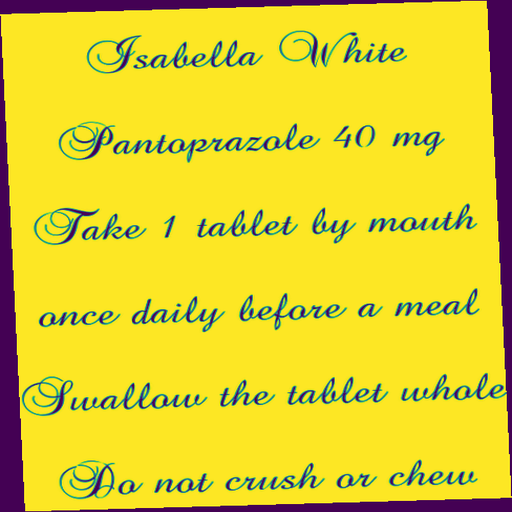 Isabella White
Pantoprazole 40 mg
Take 1 tablet by mouth
once daily before a meal
Swallow the tablet whole
Do not crush or chew